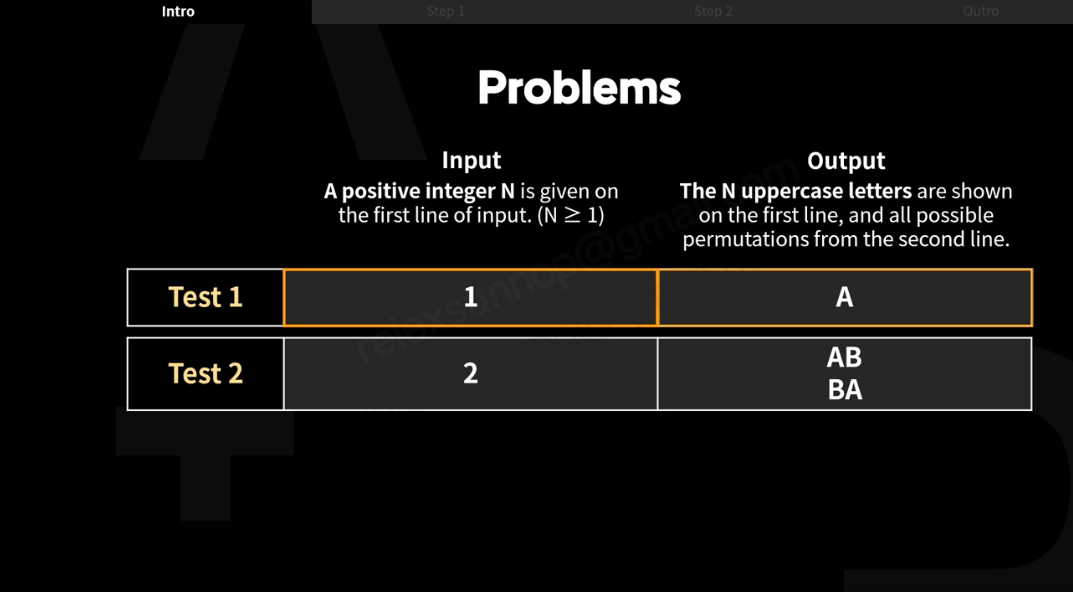 Intro
Step 1
Step 2
Outro
Problems
Input
A positive integer N is given on
the first line of input. (N ≥ 1)
Output
The N uppercase letters are shown
on the first line, and all possible
permutations from the second line.
Test 1
1
A
Test 2
2
AB
BA